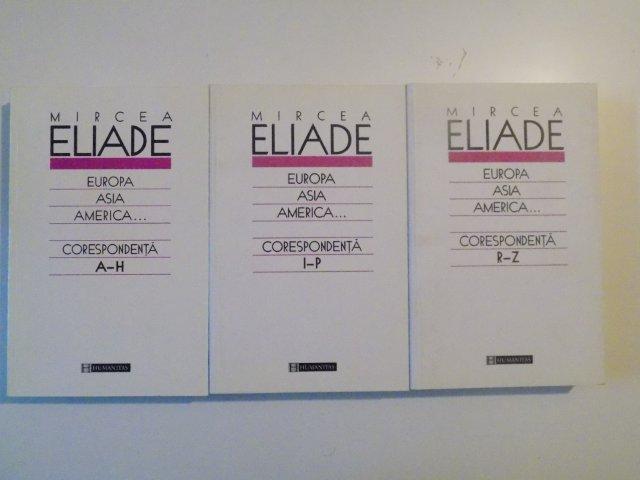 MIRCEA
ELIADE
EUROPA
ASIA
AMERICA...
CORESPONDENȚĂ
A–H
HUMANITAS
MIRCEA
ELIADE
EUROPA
ASIA
AMERICA...
CORESPONDENȚĂ
I–P
HUMANITAS
MIRCEA
ELIADE
EUROPA
ASIA
AMERICA...
CORESPONDENȚĂ
R–Z
HUMANITAS